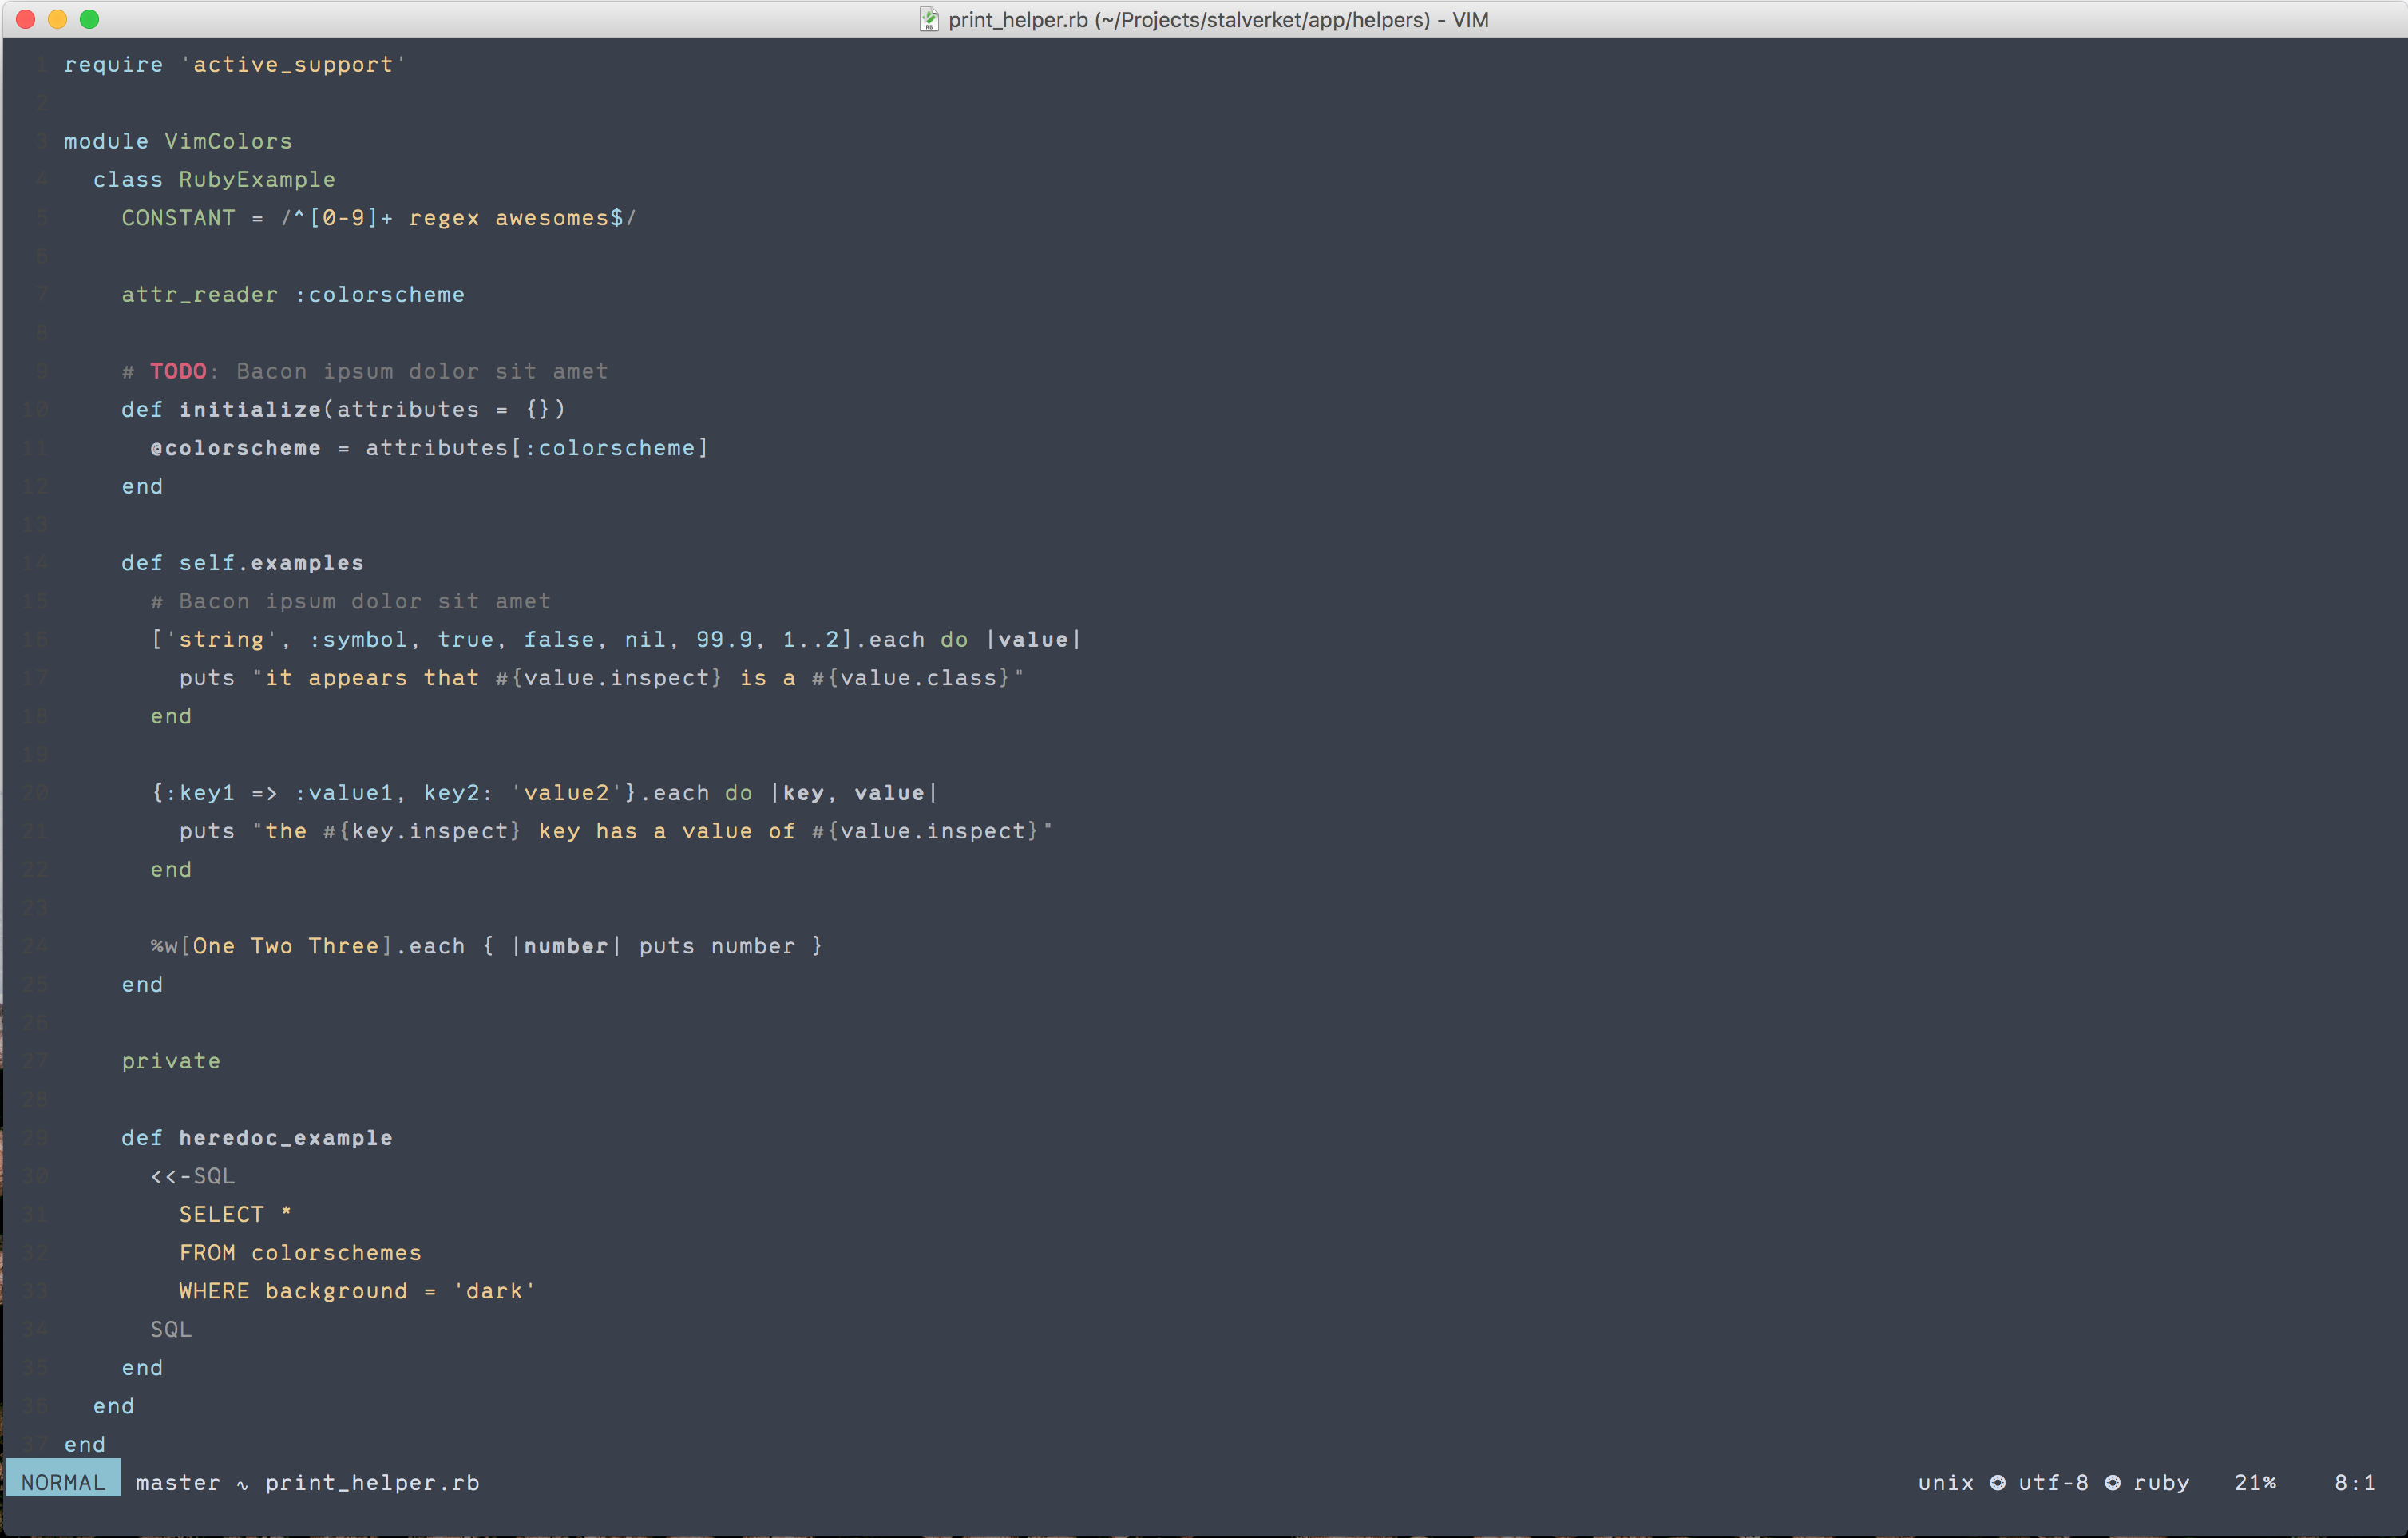 print_helper.rb (~/Projects/stalverket/app/helpers) - VIM
1 require 'active_support'
2
3 module VimColors
4   class RubyExample
5     CONSTANT = /^[0-9]+ regex awesomes$/
6
7     attr_reader :colorscheme
8
9     # TODO: Bacon ipsum dolor sit amet
10     def initialize(attributes = {})
11       @colorscheme = attributes[:colorscheme]
12     end
13
14     def self.examples
15       # Bacon ipsum dolor sit amet
16       ['string', :symbol, true, false, nil, 99.9, 1..2].each do |value|
17         puts "it appears that #{value.inspect} is a #{value.class}"
18       end
19
20       {:key1 => :value1, key2: 'value2'}.each do |key, value|
21         puts "the #{key.inspect} key has a value of #{value.inspect}"
22       end
23
24       %w[One Two Three].each { |number| puts number }
25     end
26
27     private
28
29     def heredoc_example
30       <<-SQL
31         SELECT *
32         FROM colorschemes
33         WHERE background = 'dark'
34       SQL
35     end
36   end
37 end
NORMAL master ∿ print_helper.rb unix ❂ utf-8 ❂ ruby 21% 8:1